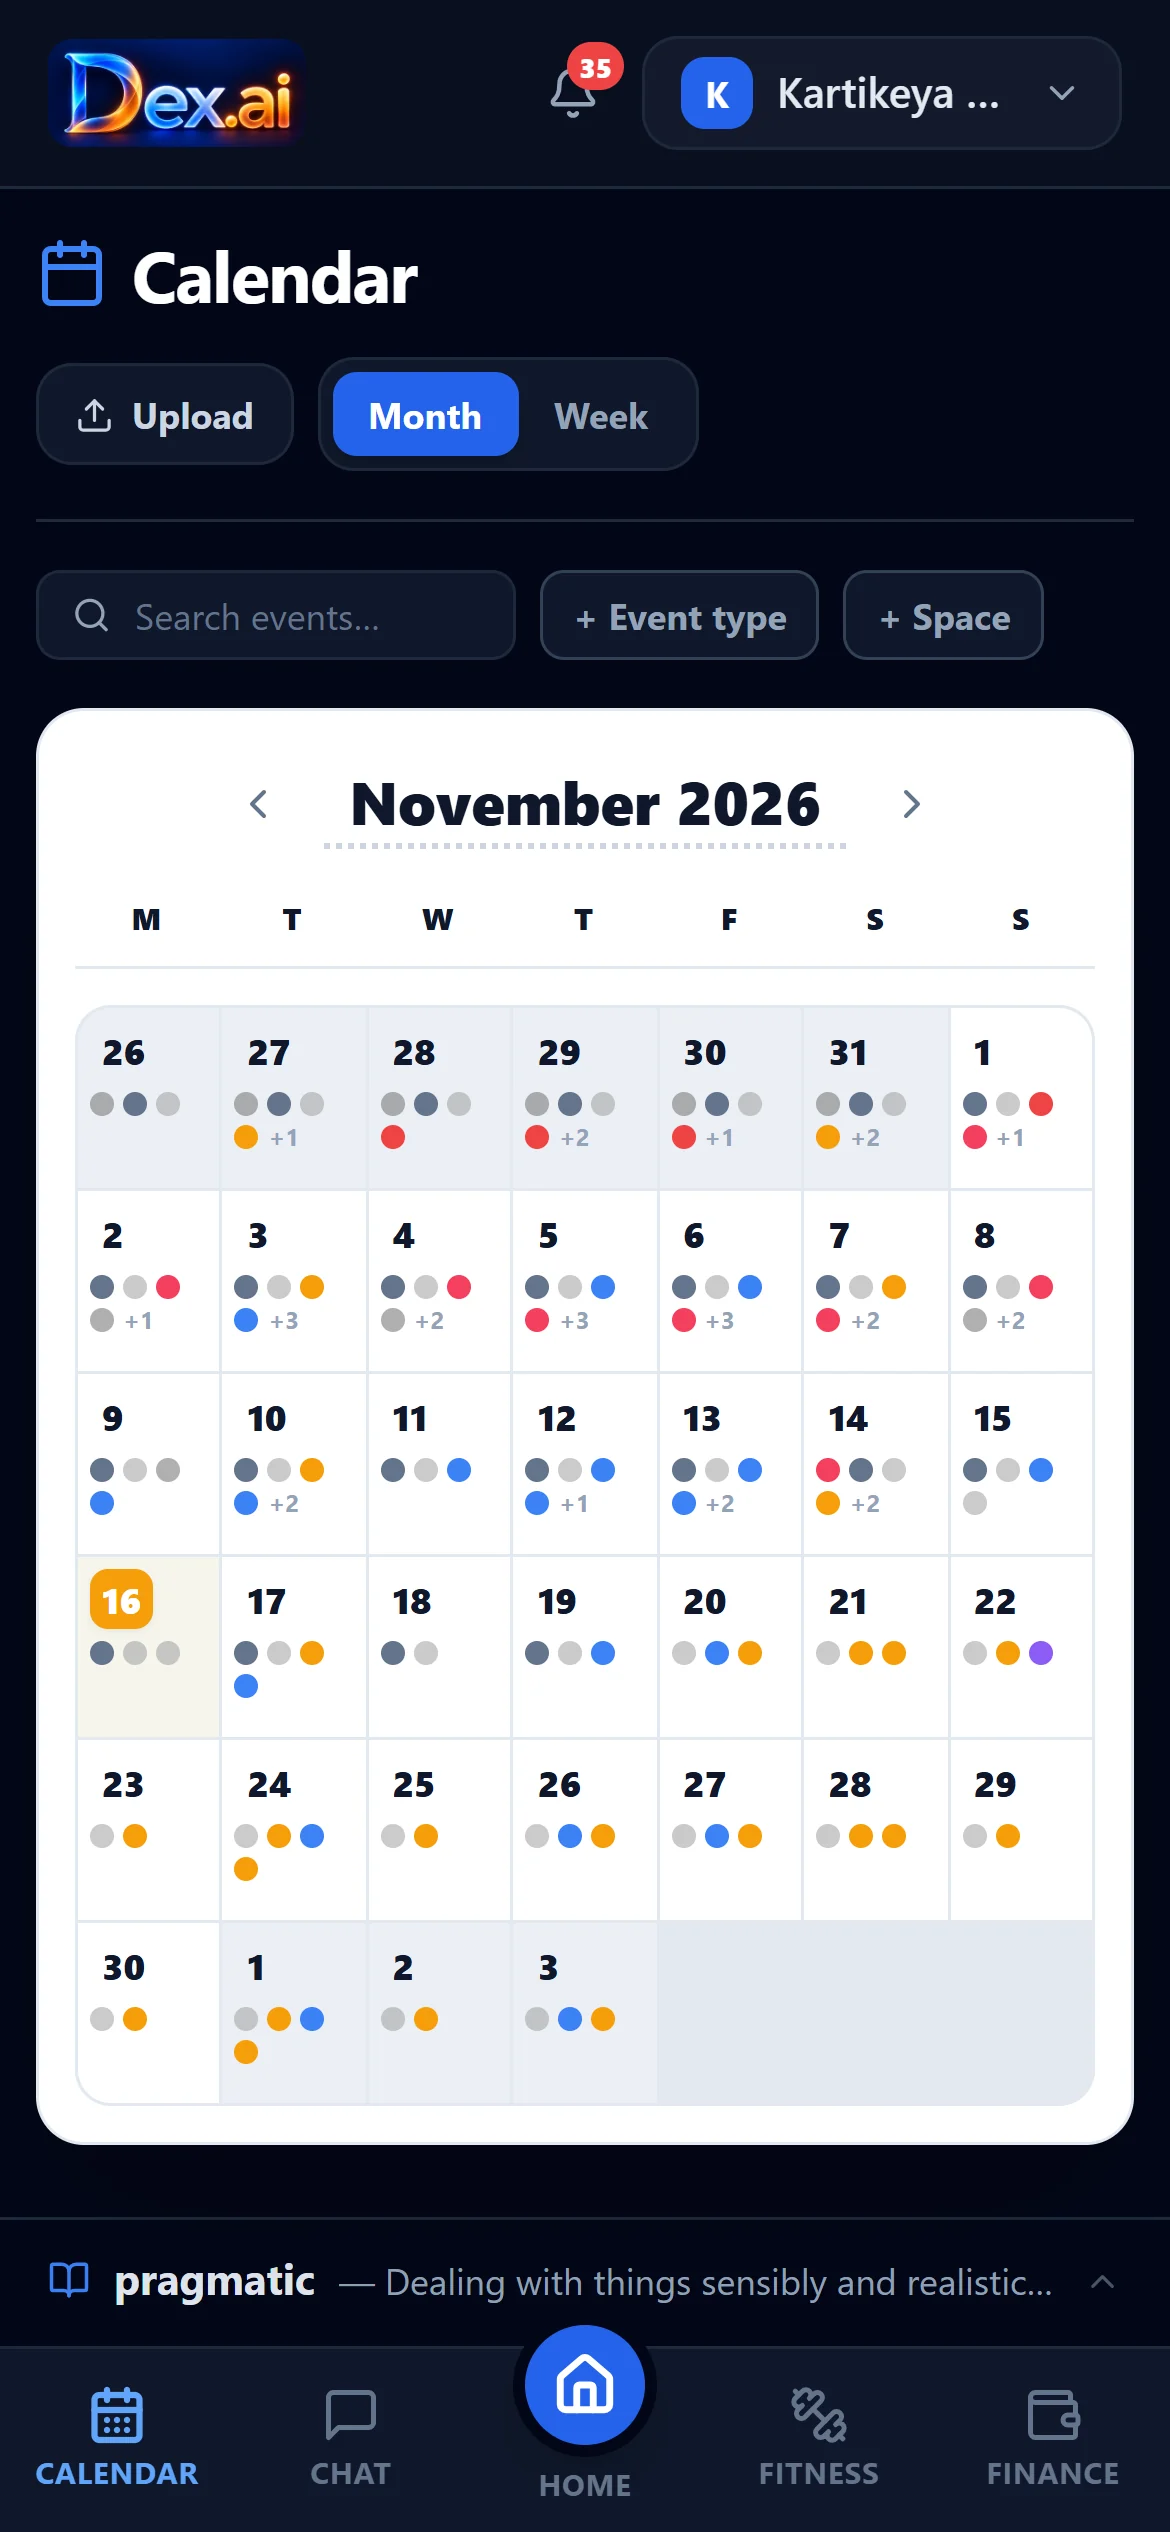 Dex.ai
35
K Kartikeya ...
Calendar
Upload Month Week
Search events... + Event type + Space
November 2026
M T W T F S S
26 27 28 29 30 31 1
+1 +2 +1 +2 +1
2 3 4 5 6 7 8
+1 +3 +2 +3 +3 +2 +2
9 10 11 12 13 14 15
+2 +1 +2 +2
16 17 18 19 20 21 22
23 24 25 26 27 28 29
30 1 2 3
pragmatic — Dealing with things sensibly and realistic...
CALENDAR CHAT HOME FITNESS FINANCE